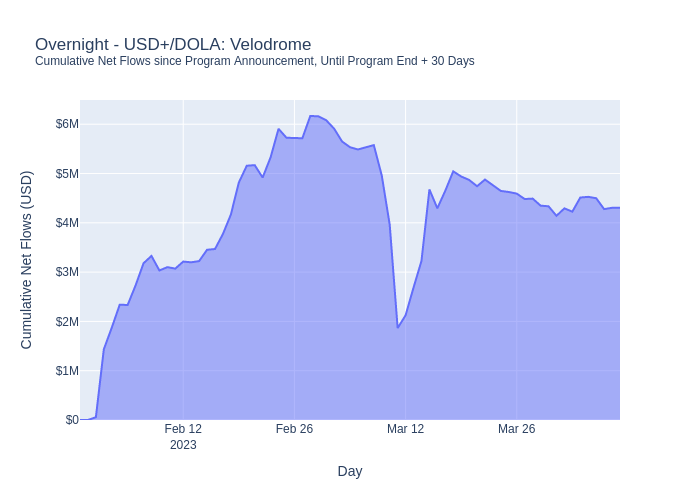 Overnight - USD+/DOLA: Velodrome
Cumulative Net Flows since Program Announcement, Until Program End + 30 Days
Cumulative Net Flows (USD)
$6M
$5M
$4M
$3M
$2M
$1M
$0
Feb 12
2023
Feb 26
Mar 12
Mar 26
Day